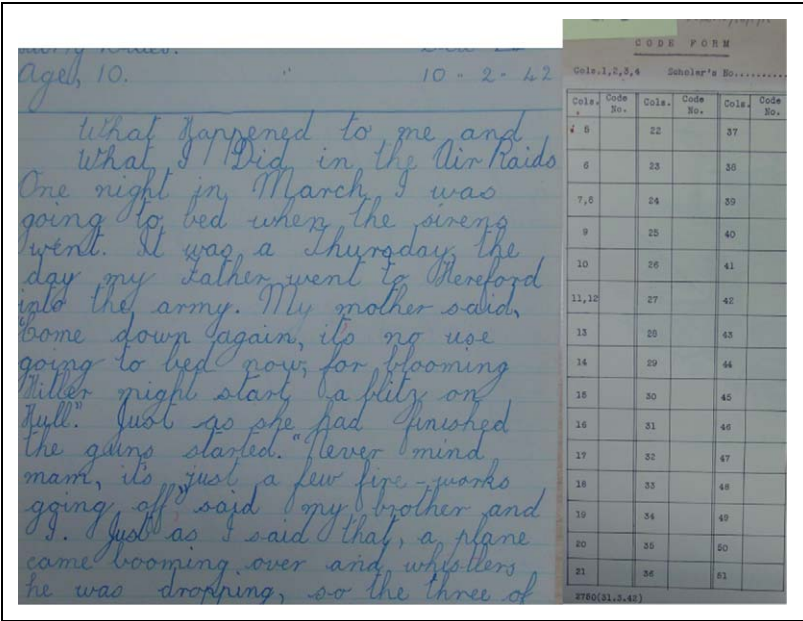 Age, 10. 10 - 2 - 42
What Happened to me and
What I Did in the Air Raids
One night in March I was
going to bed when the sirens
went. It was a Thursday, the
day my Father went to Hereford
into the army. My mother said,
"Come down again, it's no use
going to bed now, for blooming
Hitler might start a blitz on
Hull." Just as she had finished
the guns started. "Never mind
mam, it's just a few fire-works
going off," said my brother and
I. Just as I said that, a plane
came booming over and whistlers
he was dropping, so the three of
CODE FORM
Cols.1,2,3,4 Scholar's No...........
Cols. Code No. Cols. Code No. Cols. Code No.
5 22 37
6 23 38
7,8 24 39
9 25 40
10 26 41
11,12 27 42
13 28 43
14 29 44
15 30 45
16 31 46
17 32 47
18 33 48
19 34 49
20 35 50
21 36 51
2780(31.3.42)